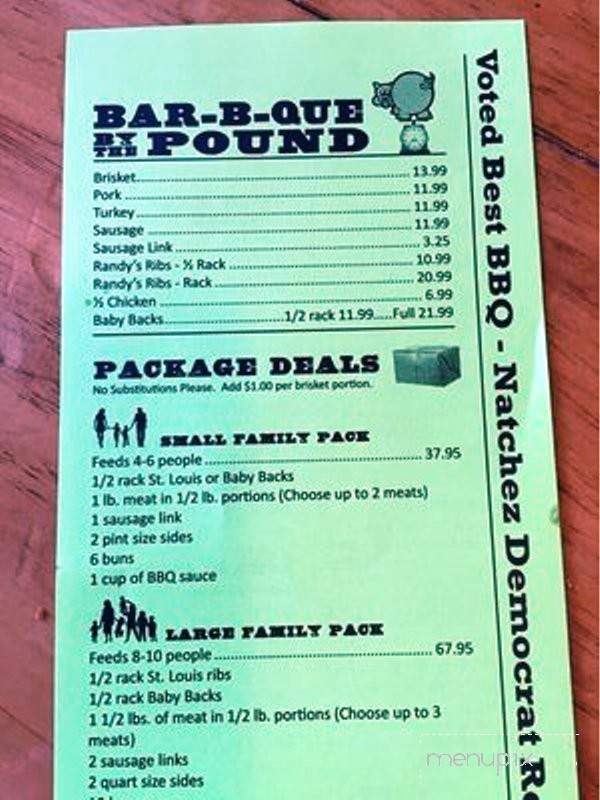 BAR-B-QUE
BY THE POUND
Brisket 13.99
Pork 11.99
Turkey 11.99
Sausage 11.99
Sausage Link 3.25
Randy's Ribs - ½ Rack 10.99
Randy's Ribs - Rack 20.99
½ Chicken 6.99
Baby Backs 1/2 rack 11.99.....Full 21.99
PACKAGE DEALS
No Substitutions Please. Add $1.00 per brisket portion.
SMALL FAMILY PACK
Feeds 4-6 people 37.95
1/2 rack St. Louis or Baby Backs
1 lb. meat in 1/2 lb. portions (Choose up to 2 meats)
1 sausage link
2 pint size sides
6 buns
1 cup of BBQ sauce
LARGE FAMILY PACK
Feeds 8-10 people 67.95
1/2 rack St. Louis ribs
1/2 rack Baby Backs
1 1/2 lbs. of meat in 1/2 lb. portions (Choose up to 3
meats)
2 sausage links
2 quart size sides
Voted Best BBQ - Natchez Democrat
menupix